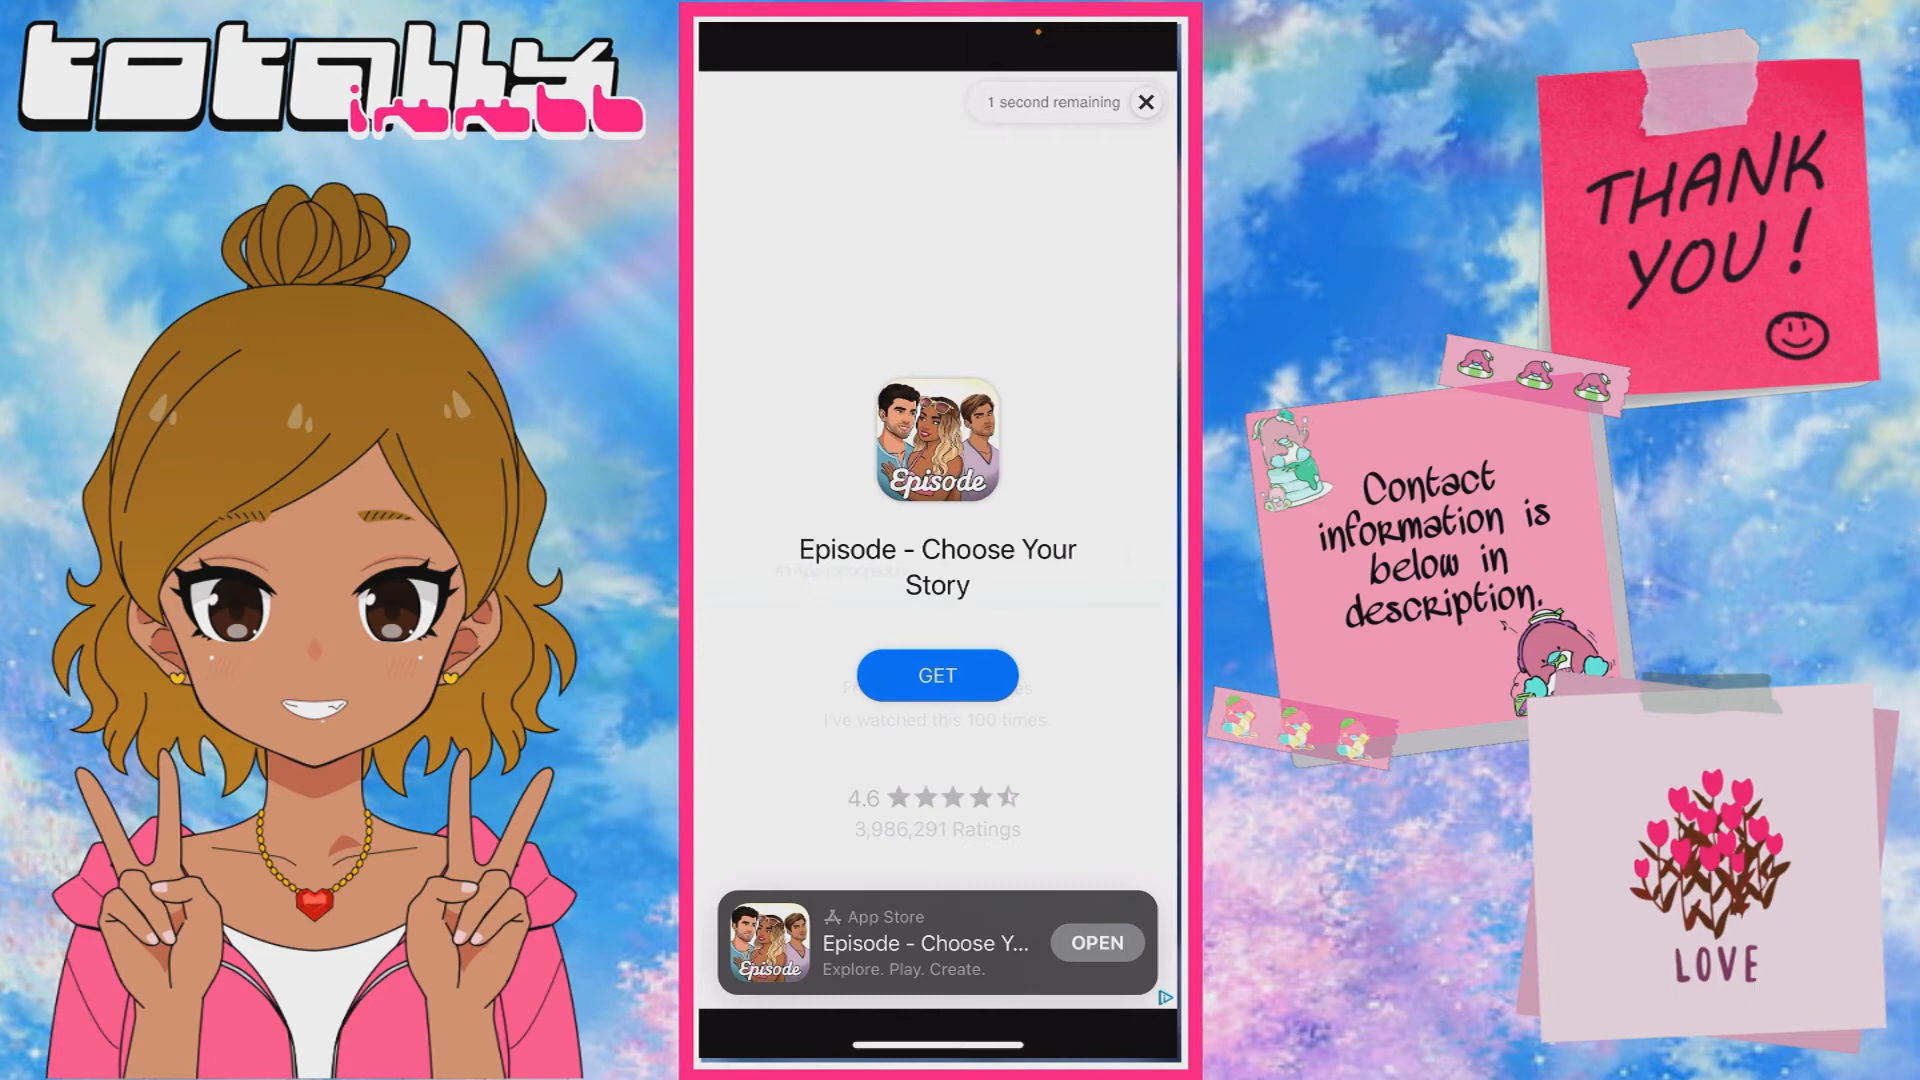 totally
1 second remaining
Episode
Episode - Choose Your
Story
GET
I've watched this 100 times.
4.6
3,986,291 Ratings
Episode
App Store
Episode - Choose Y...
Explore. Play. Create.
OPEN
THANK
YOU!
Contact
information is
below in
description.
LOVE